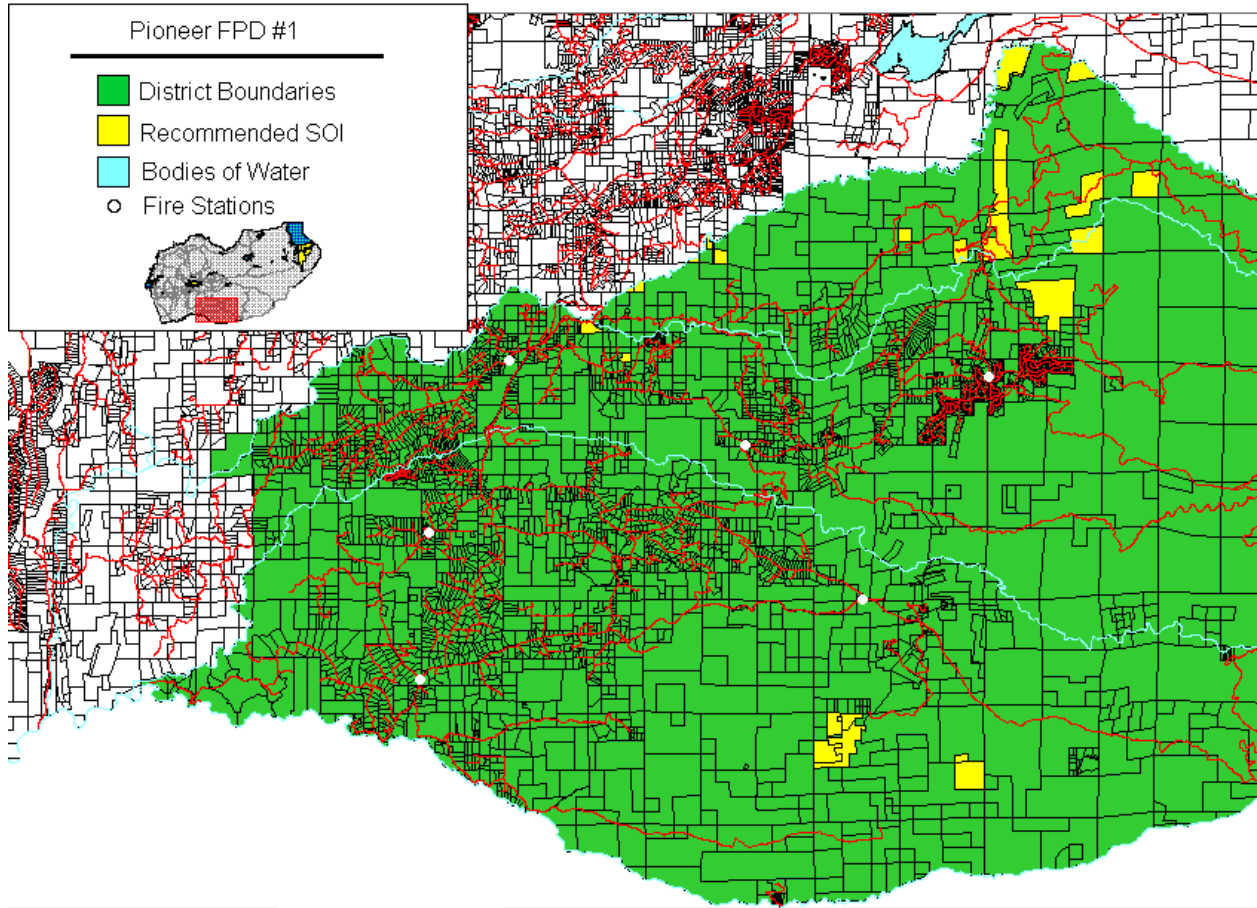 Pioneer FPD #1
District Boundaries
Recommended SOI
Bodies of Water
Fire Stations